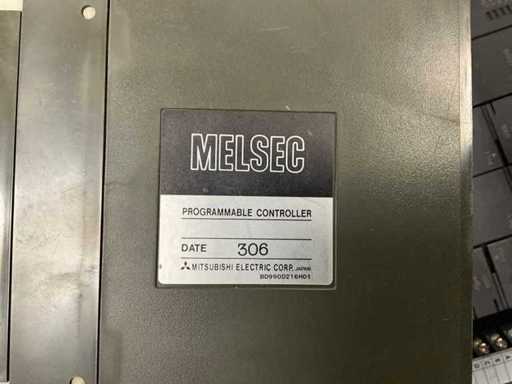 MELSEC
PROGRAMMABLE CONTROLLER
DATE 306
MITSUBISHI ELECTRIC CORP. JAPAN
BD990D216H01